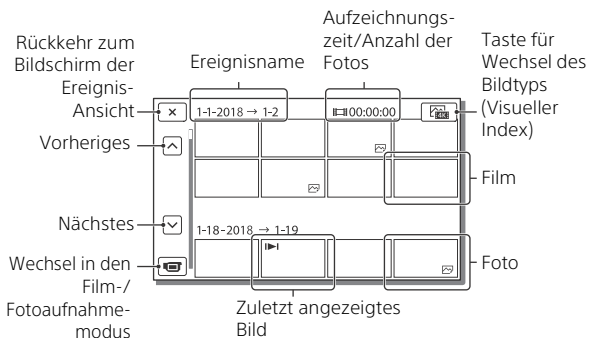 Rückkehr zum
Bildschirm der
Ereignis-
Ansicht
Ereignisname
Aufzeichnungs-
zeit/Anzahl der
Fotos
Taste für
Wechsel des
Bildtyps
(Visueller
Index)
1-1-2018 → 1-2
00:00:00
4K
Vorheriges
Film
Nächstes
1-18-2018 → 1-19
Wechsel in den
Film-/
Fotoaufnahme-
modus
Foto
Zuletzt angezeigtes
Bild